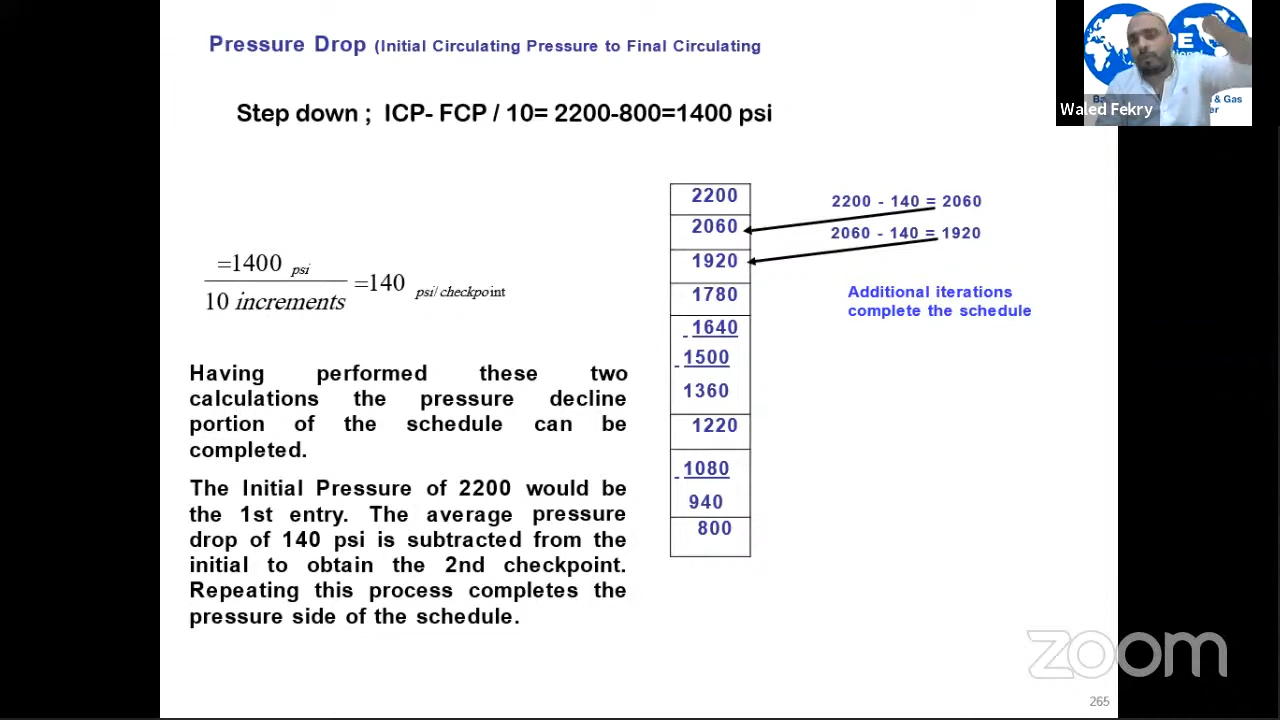 Pressure Drop (Initial Circulating Pressure to Final Circulating
Step down ; ICP- FCP / 10= 2200-800=1400 psi
Waled Fekry
& Gas
=1400 psi
10 increments
=140 psi/checkpoint
Having performed these two
calculations the pressure decline
portion of the schedule can be
completed.
The Initial Pressure of 2200 would be
the 1st entry. The average pressure
drop of 140 psi is subtracted from the
initial to obtain the 2nd checkpoint.
Repeating this process completes the
pressure side of the schedule.
2200
2060
1920
1780
- 1640
- 1500
1360
1220
- 1080
940
800
2200 - 140 = 2060
2060 - 140 = 1920
Additional iterations
complete the schedule
zoom
265